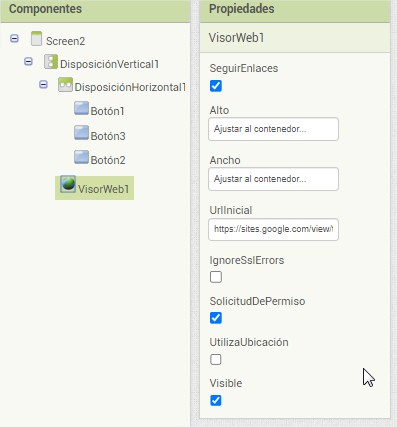 Componentes
Screen2
DisposiciónVertical1
DisposiciónHorizontal1
Botón1
Botón3
Botón2
VisorWeb1
Propiedades
VisorWeb1
SeguirEnlaces
Alto
Ajustar al contenedor...
Ancho
Ajustar al contenedor...
UrlInicial
https://sites.google.com/view/
IgnoreSslErrors
SolicitudDePermiso
UtilizaUbicación
Visible